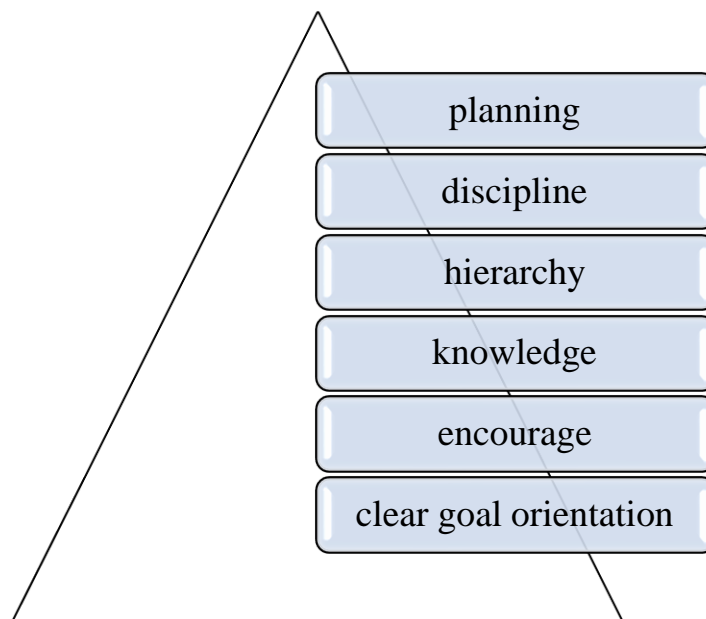 planning
discipline
hierarchy
knowledge
encourage
clear goal orientation